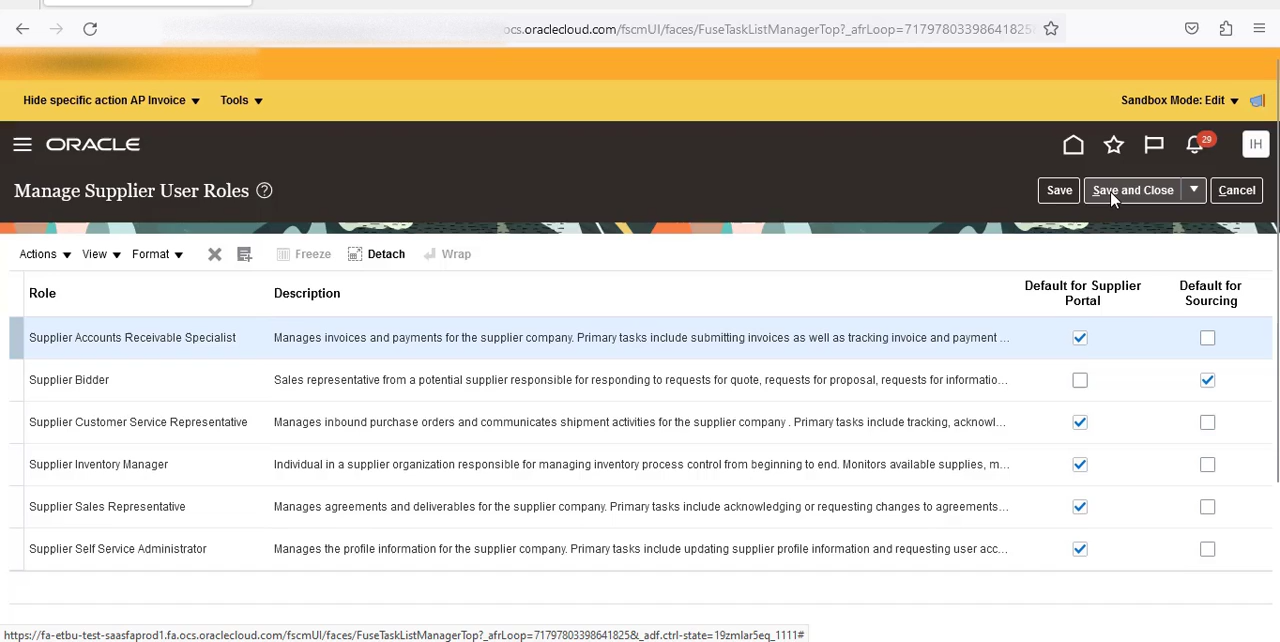 ocs.oraclecloud.com/fscmUI/faces/FuseTaskListManagerTop?_afrLoop=71797803398641825
Hide specific action AP Invoice Tools Sandbox Mode: Edit
ORACLE 29 IH
Manage Supplier User Roles ? Save Save and Close Cancel
Actions View Format Freeze Detach Wrap
Role Description Default for Supplier Portal Default for Sourcing
Supplier Accounts Receivable Specialist Manages invoices and payments for the supplier company. Primary tasks include submitting invoices as well as tracking invoice and payment ...
Supplier Bidder Sales representative from a potential supplier responsible for responding to requests for quote, requests for proposal, requests for informatio...
Supplier Customer Service Representative Manages inbound purchase orders and communicates shipment activities for the supplier company . Primary tasks include tracking, acknowl...
Supplier Inventory Manager Individual in a supplier organization responsible for managing inventory process control from beginning to end. Monitors available supplies, m...
Supplier Sales Representative Manages agreements and deliverables for the supplier company. Primary tasks include acknowledging or requesting changes to agreements...
Supplier Self Service Administrator Manages the profile information for the supplier company. Primary tasks include updating supplier profile information and requesting user acc...
https://fa-etbu-test-saasfaprod1.fa.ocs.oraclecloud.com/fscmUI/faces/FuseTaskListManagerTop?_afrLoop=71797803398641825&_adf.ctrl-state=19zmlar5eq_1111#